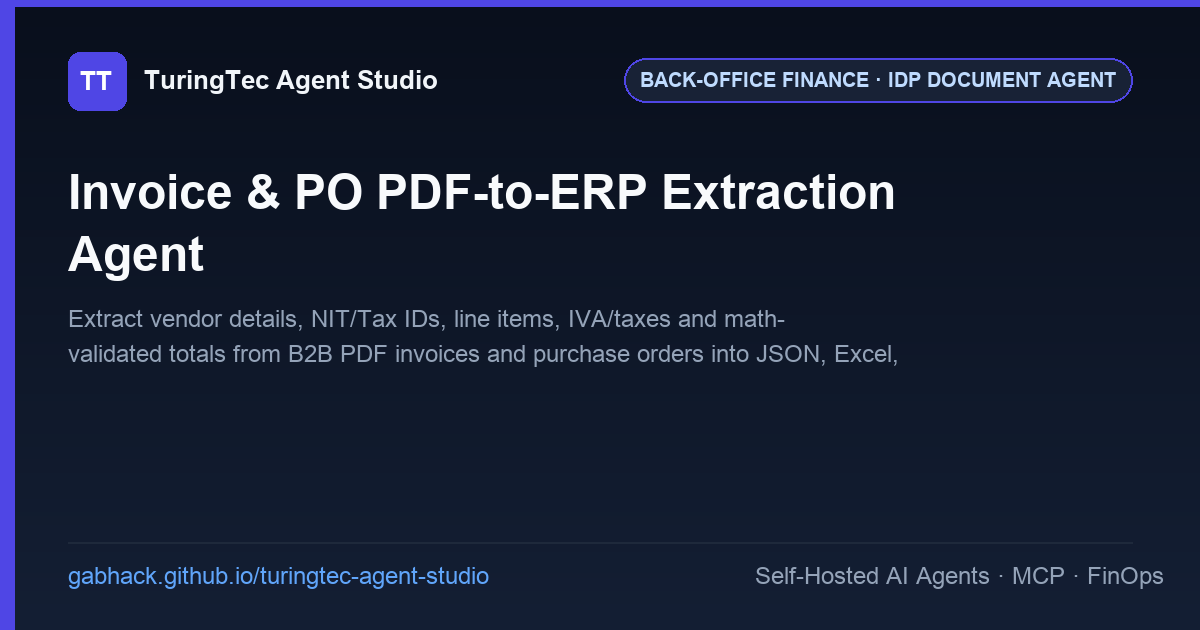 TT
TuringTec Agent Studio
BACK-OFFICE FINANCE · IDP DOCUMENT AGENT
Invoice & PO PDF-to-ERP Extraction
Agent
Extract vendor details, NIT/Tax IDs, line items, IVA/taxes and math-
validated totals from B2B PDF invoices and purchase orders into JSON, Excel,
gabhack.github.io/turingtec-agent-studio
Self-Hosted AI Agents · MCP · FinOps